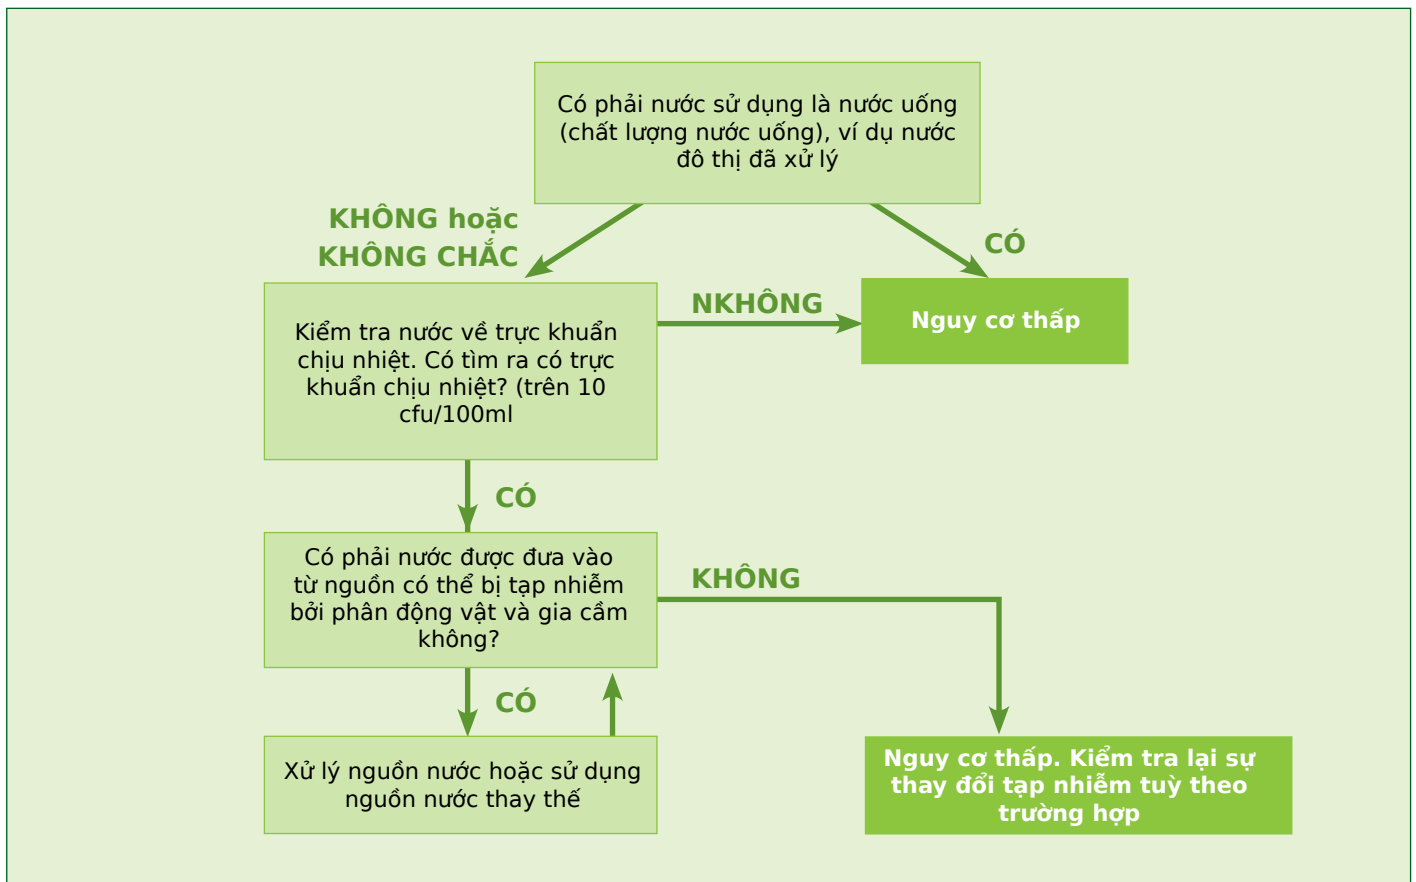 Có phải nước sử dụng là nước uống
(chất lượng nước uống), ví dụ nước
đô thị đã xử lý
KHÔNG hoặc
KHÔNG CHẮC
CÓ
Kiểm tra nước về trực khuẩn
chịu nhiệt. Có tìm ra có trực
khuẩn chịu nhiệt? (trên 10
cfu/100ml
NKHÔNG
Nguy cơ thấp
CÓ
Có phải nước được đưa vào
từ nguồn có thể bị tạp nhiễm
bởi phân động vật và gia cầm
không?
KHÔNG
CÓ
Xử lý nguồn nước hoặc sử dụng
nguồn nước thay thế
Nguy cơ thấp. Kiểm tra lại sự
thay đổi tạp nhiễm tuỳ theo
trường hợp